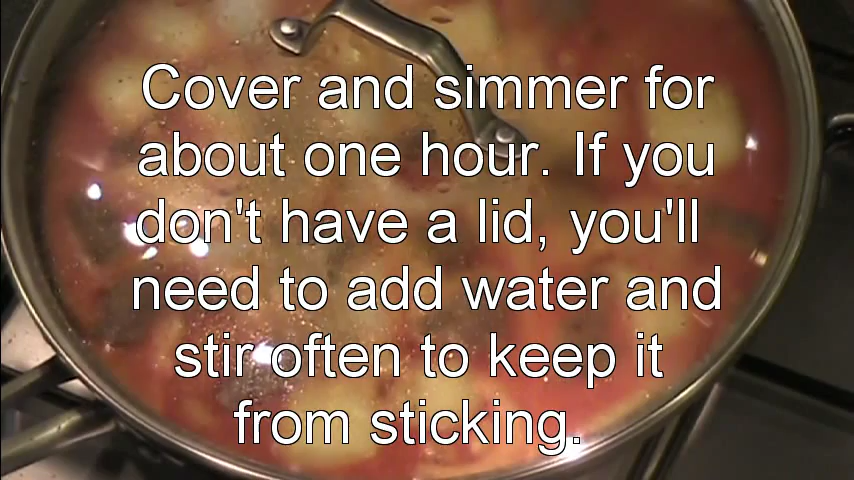 Cover and simmer for
about one hour. If you
don't have a lid, you'll
need to add water and
stir often to keep it
from sticking.